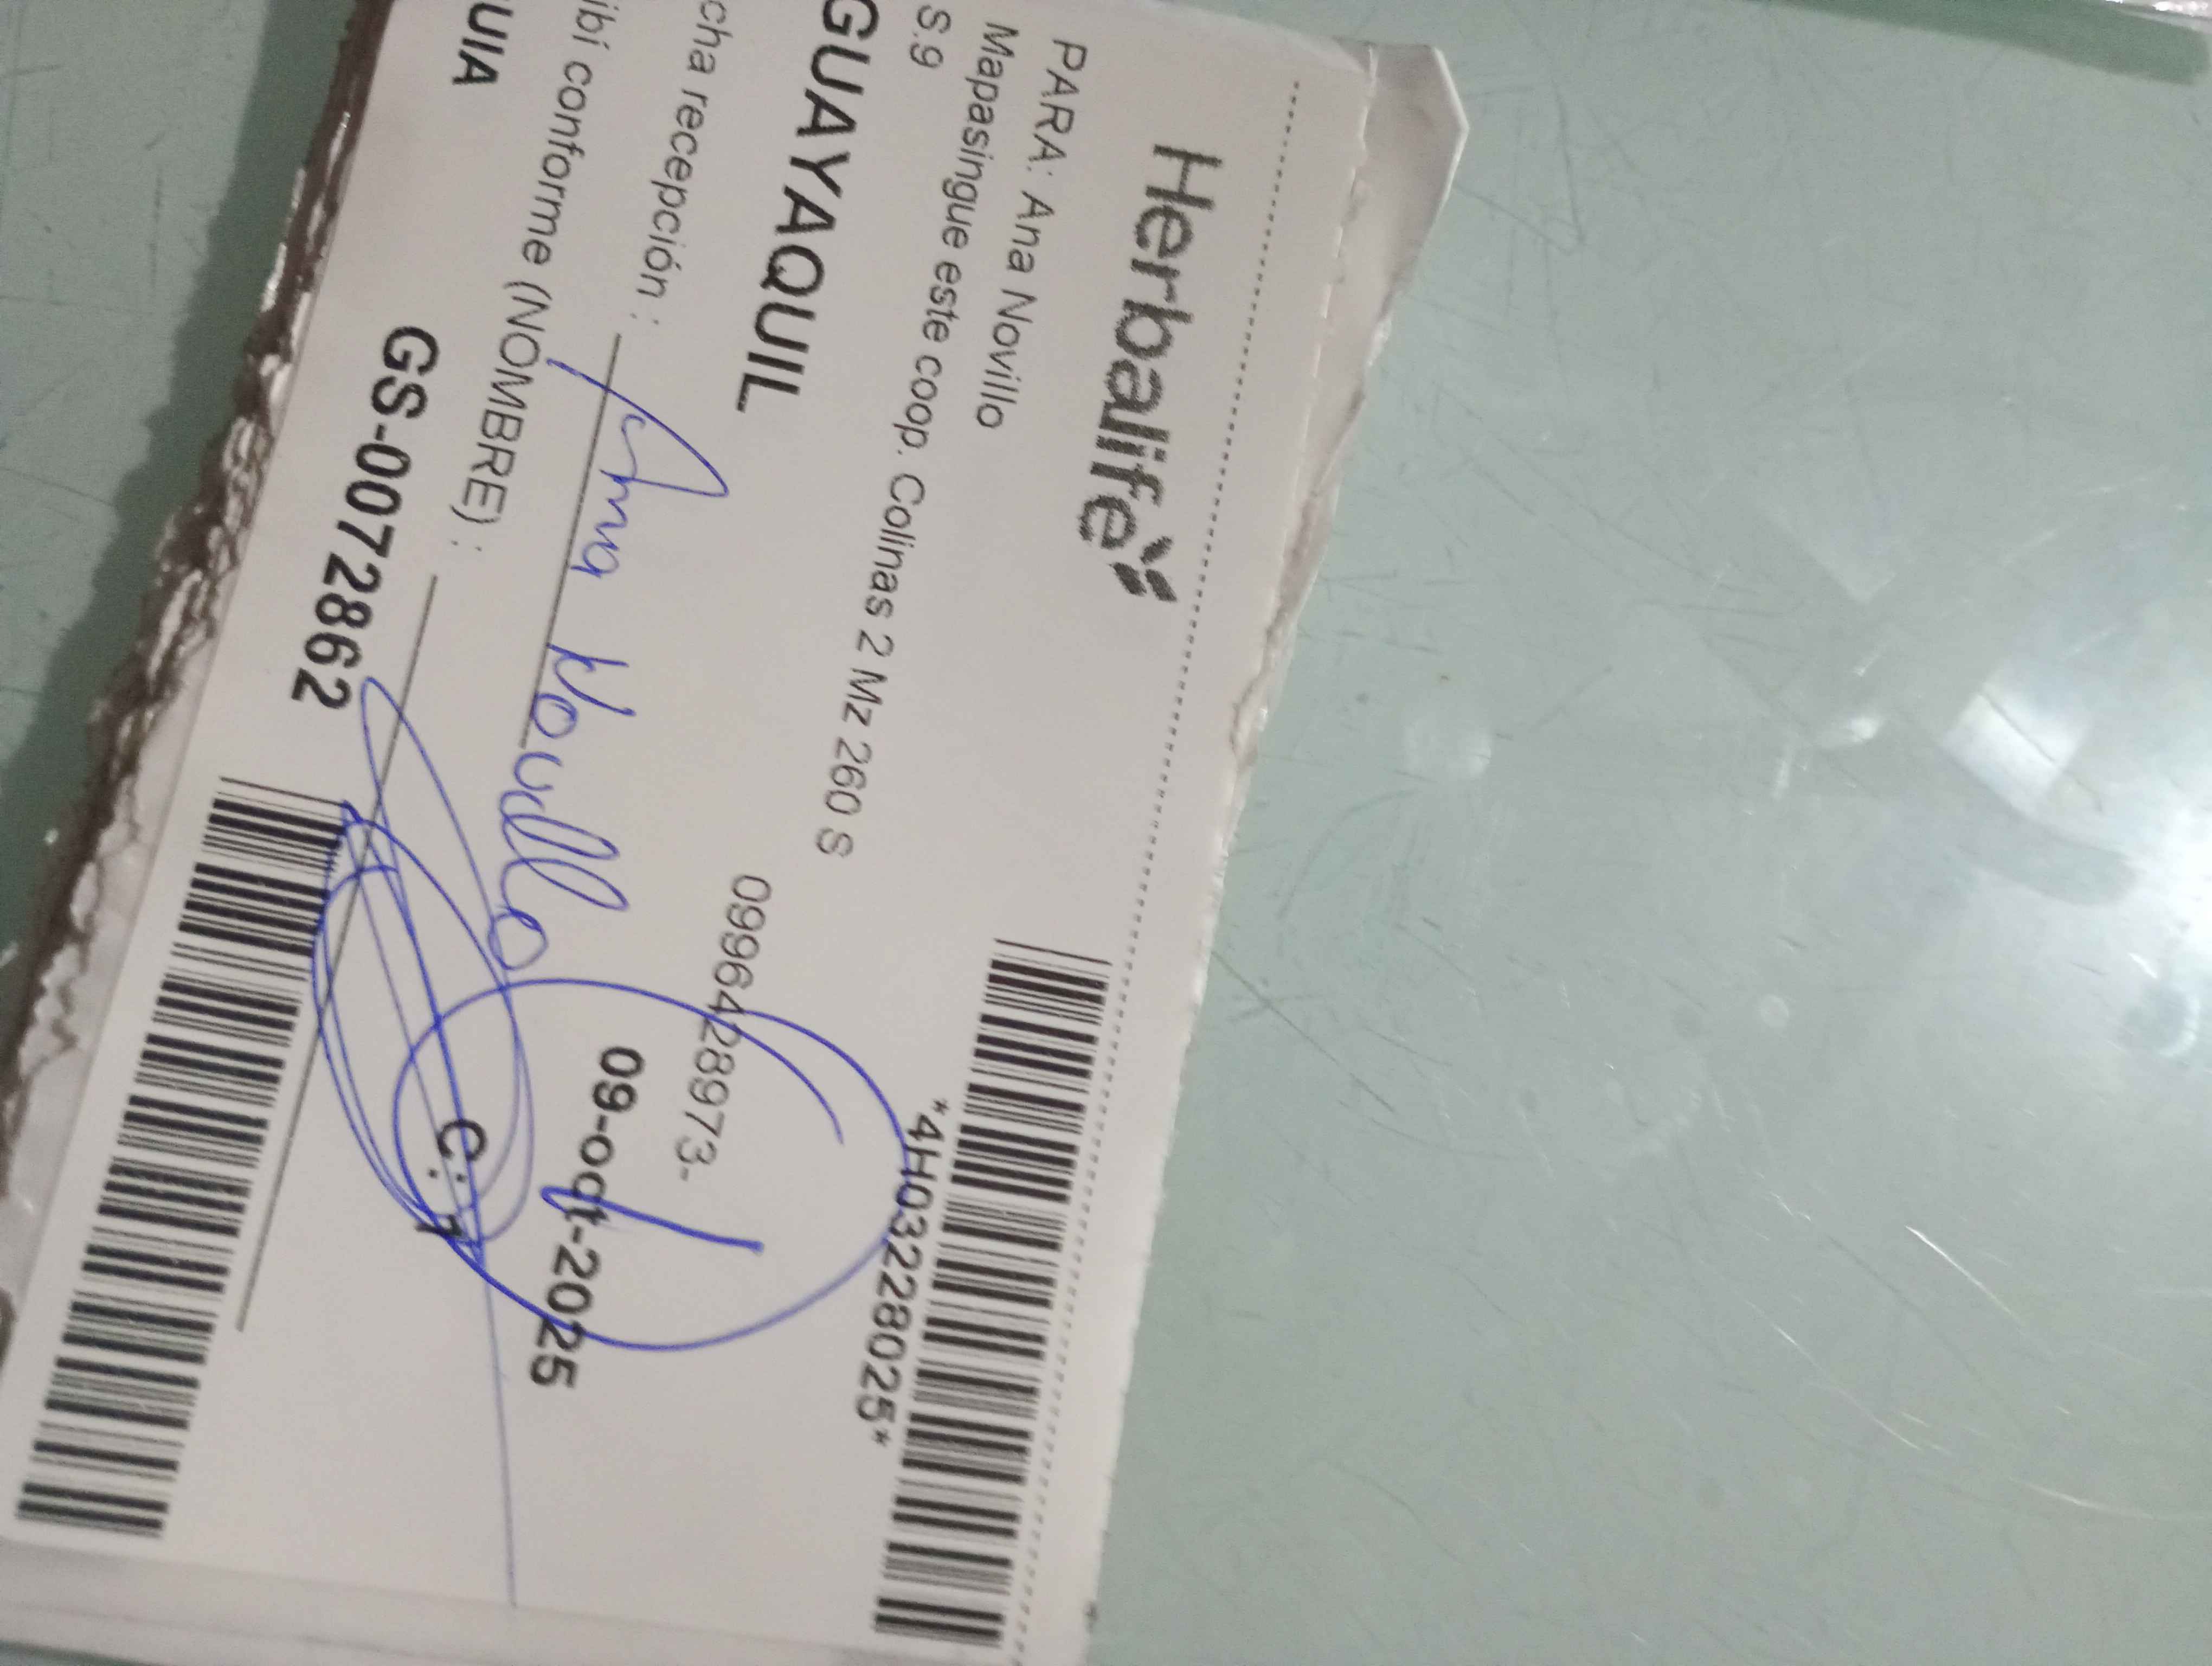 Herbalife
*4H03228025*
PARA: Ana Novillo
Mapasingue este coop. Colinas 2 Mz 260 S
S.9
0996428973-
GUAYAQUIL
09-oct-2025
cha recepción :
Ana Novillo
ibí conforme (NOMBRE) :
C:
UIA
GS-0072862